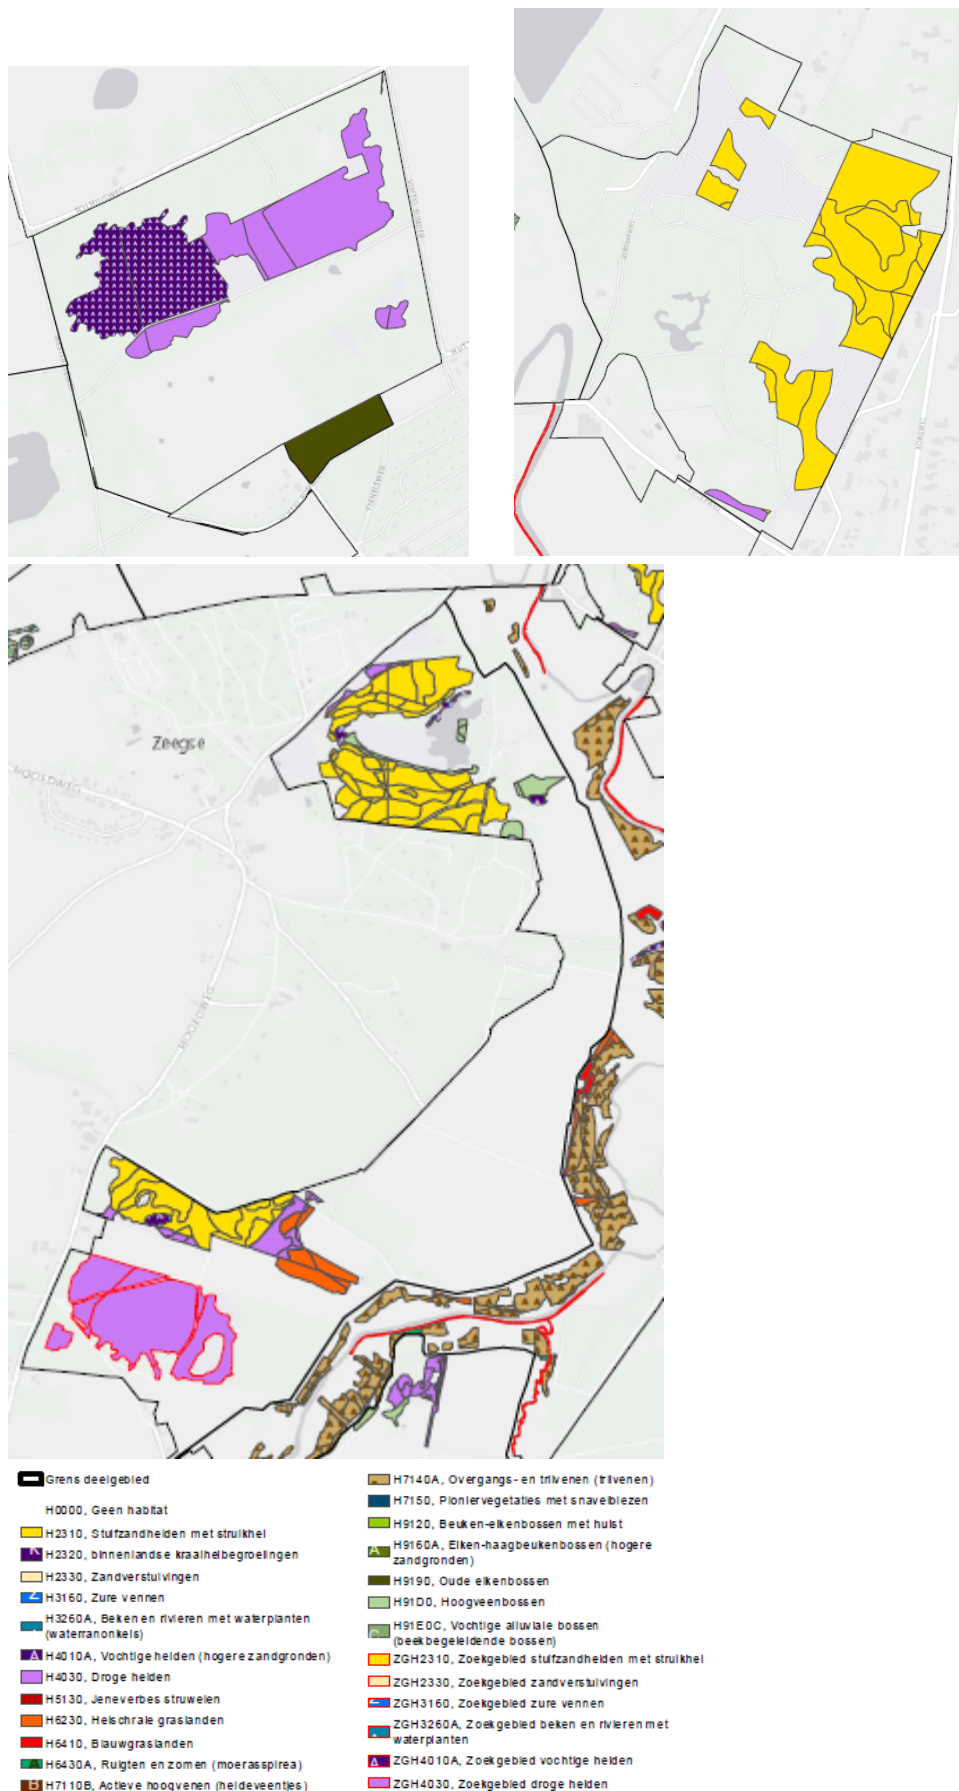 Zeegse
HOOFDWEG
HOOFDWEG
Grens deelgebied
H0000, Geen habitat
H2310, Stuifzandheiden met struikhei
H2320, binnenlandse kraaiheibegroeiingen
H2330, Zandverstuivingen
H3160, Zure vennen
H3260A, Beken en rivieren met waterplanten
(waterranonkels)
H4010A, Vochtige heiden (hogere zandgronden)
H4030, Droge heiden
H5130, Jeneverbes struwelen
H6230, Heischrale graslanden
H6410, Blauwgraslanden
H6430A, Ruigten en zomen (moerasspirea)
H7110B, Actieve hoogvenen (heideveentjes)
H7140A, Overgangs- en trilvenen (trilvenen)
H7150, Pioniervegetaties met snavelbiezen
H9120, Beuken-eikenbossen met hulst
H9160A, Eiken-haagbeukenbossen (hogere
zandgronden)
H9190, Oude eikenbossen
H91D0, Hoogveenbossen
H91E0C, Vochtige alluviale bossen
(beekbegeleidende bossen)
ZGH2310, Zoekgebied stuifzandheiden met struikhei
ZGH2330, Zoekgebied zandverstuivingen
ZGH3160, Zoekgebied zure vennen
ZGH3260A, Zoekgebied beken en rivieren met
waterplanten
ZGH4010A, Zoekgebied vochtige heiden
ZGH4030, Zoekgebied droge heiden